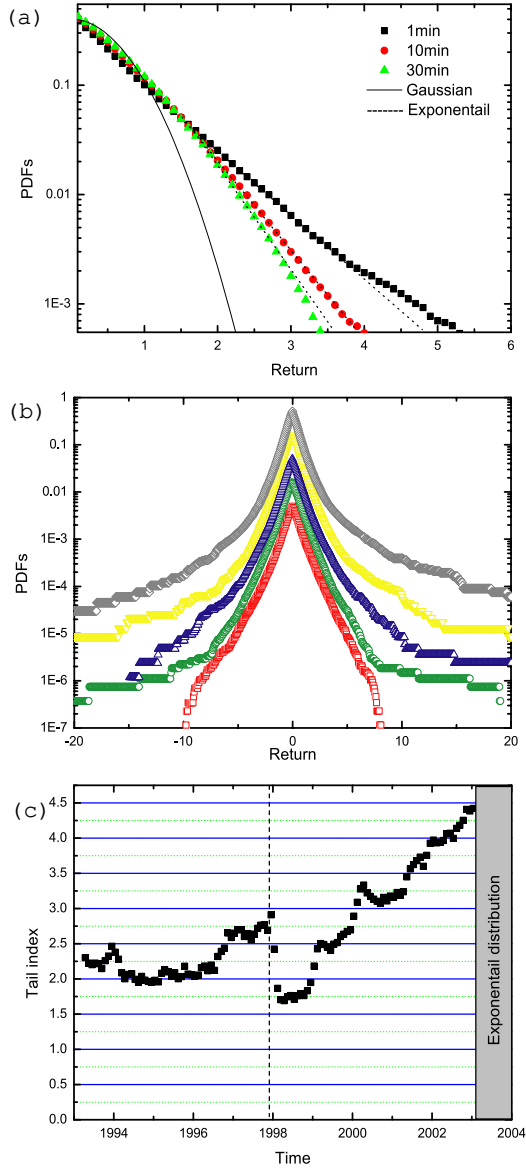 (a)
1min
10min
30min
Gaussian
Exponentail
0.1
0.01
1E-3
PDFs
1 2 3 4 5 6
Return
(b)
1
0.1
0.01
1E-3
1E-4
1E-5
1E-6
1E-7
PDFs
-20 -10 0 10 20
Return
(c)
4.5
4.0
3.5
3.0
2.5
2.0
1.5
1.0
0.5
0.0
Tail index
Exponentail distribution
1994 1996 1998 2000 2002 2004
Time